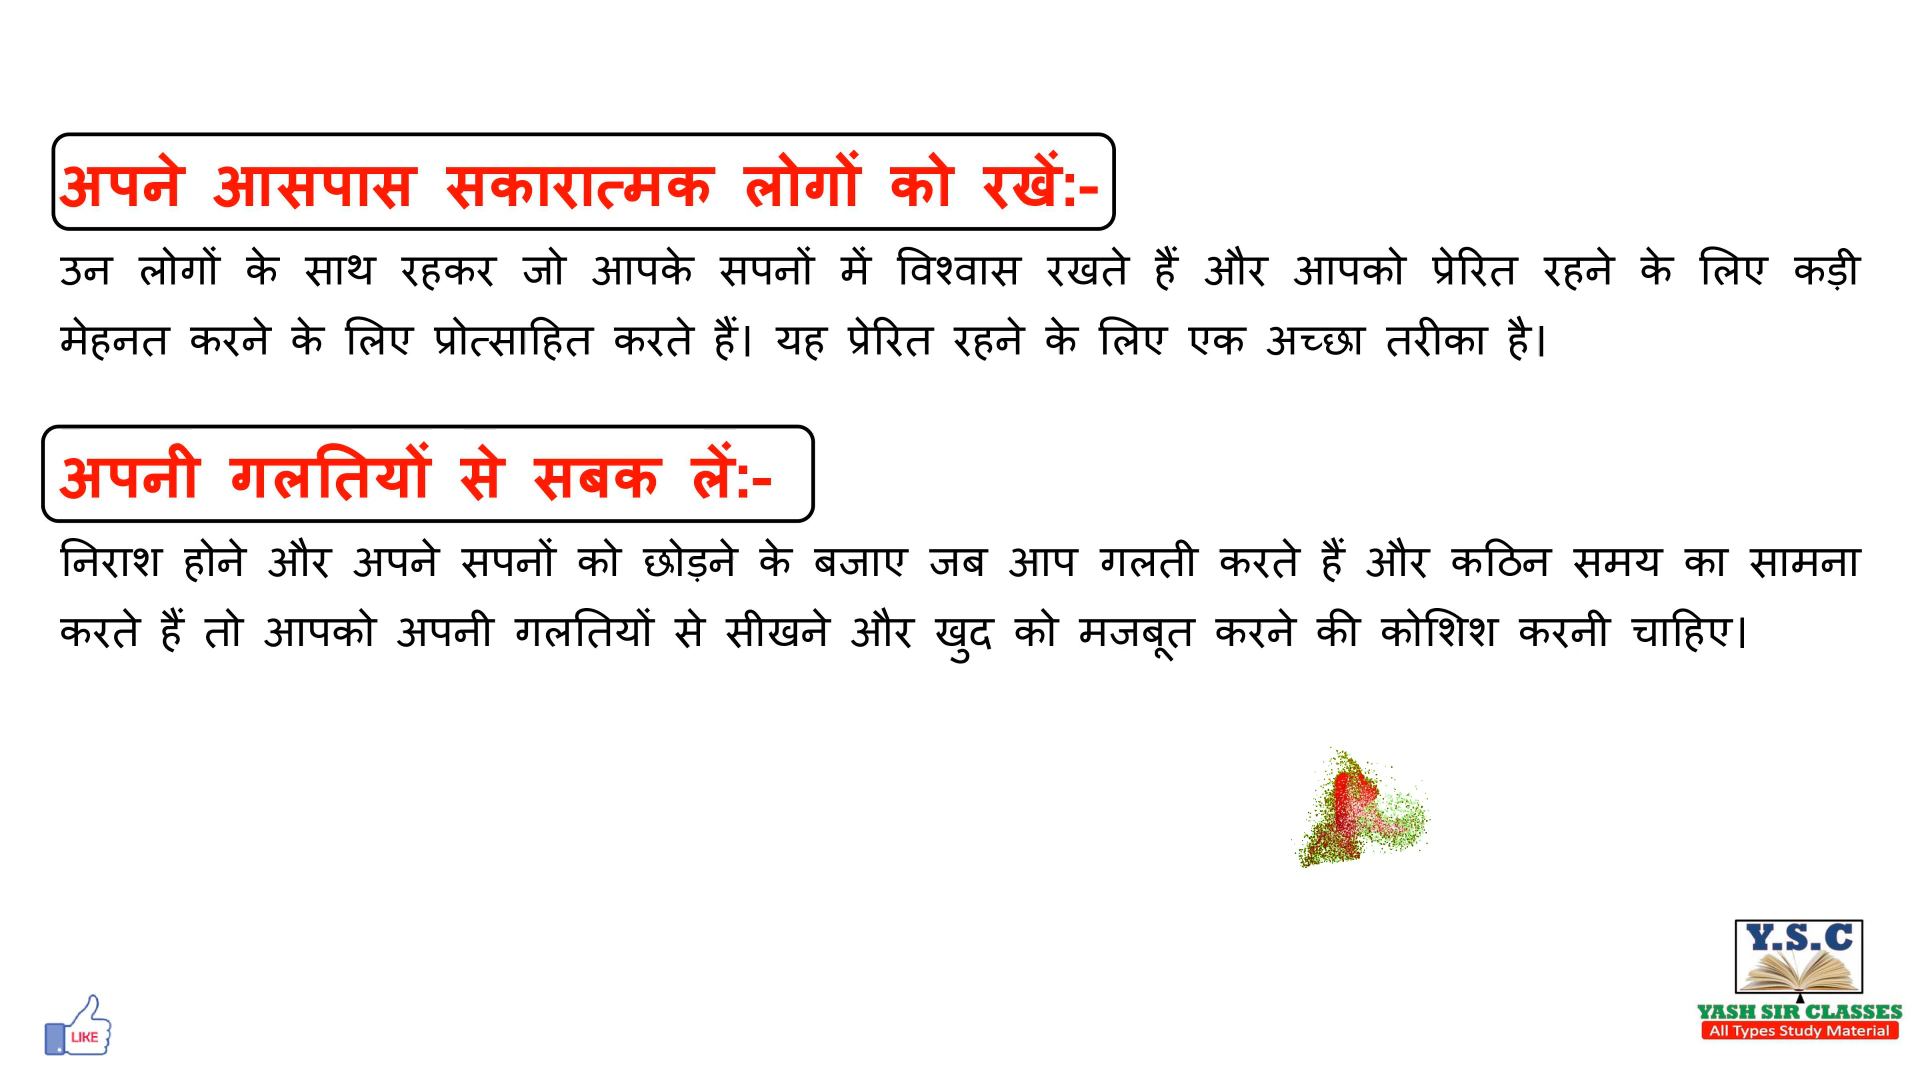 अपने आसपास सकारात्मक लोगों को रखें:-
उन लोगों के साथ रहकर जो आपके सपनों में विश्वास रखते हैं और आपको प्रेरित रहने के लिए कड़ी
मेहनत करने के लिए प्रोत्साहित करते हैं। यह प्रेरित रहने के लिए एक अच्छा तरीका है।
अपनी गलतियों से सबक लें:-
निराश होने और अपने सपनों को छोड़ने के बजाए जब आप गलती करते हैं और कठिन समय का सामना
करते हैं तो आपको अपनी गलतियों से सीखने और खुद को मजबूत करने की कोशिश करनी चाहिए।
Y.S.C
YASH SIR CLASSES
All Types Study Material
LIKE